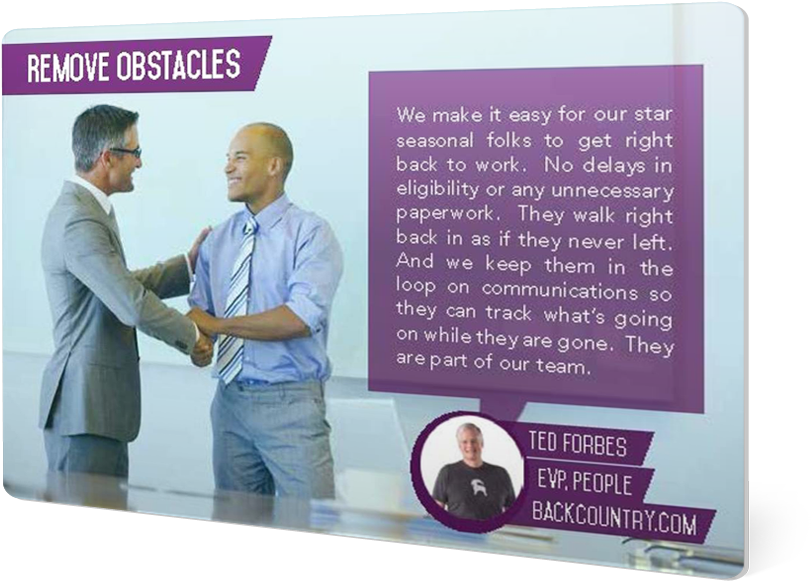 REMOVE OBSTACLES
We make it easy for our star
seasonal folks to get right
back to work. No delays in
eligibility or any unnecessary
paperwork. They walk right
back in as if they never left.
And we keep them in the
loop on communications so
they can track what's going
on while they are gone. They
are part of our team.
TED FORBES
EVP, PEOPLE
BACKCOUNTRY.COM